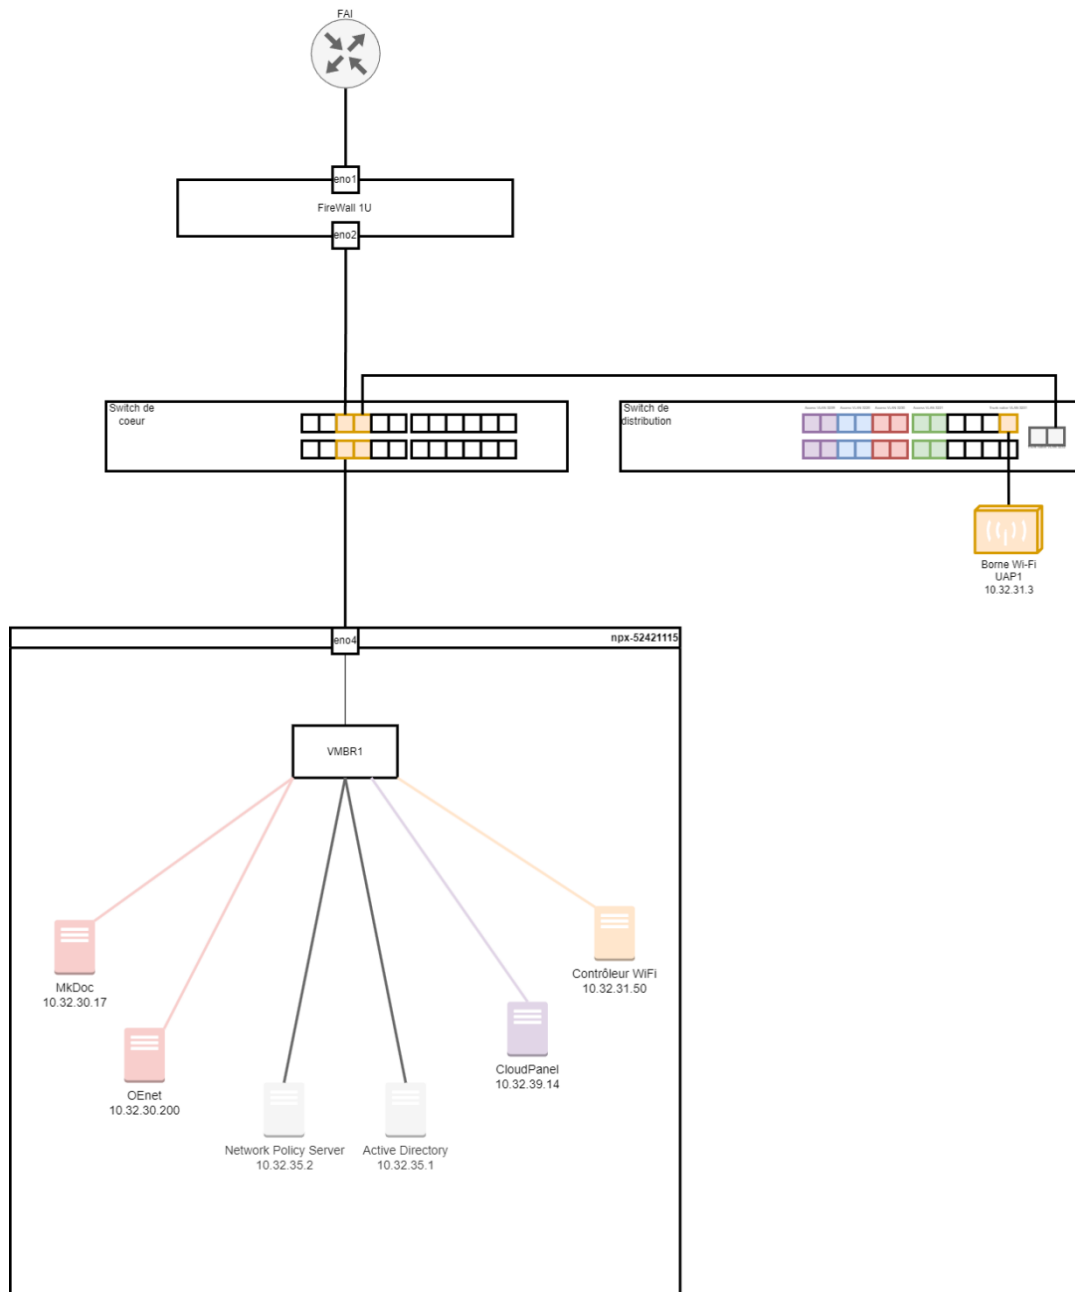 FAI
eno1
FireWall 1U
eno2
Switch de
coeur
Switch de
distribution
Borne Wi-Fi
UAP1
10.32.31.3
eno4
npx-52421115
VMBR1
MkDoc
10.32.30.17
OEnet
10.32.30.200
Network Policy Server
10.32.35.2
Active Directory
10.32.35.1
CloudPanel
10.32.39.14
Contrôleur WiFi
10.32.31.50